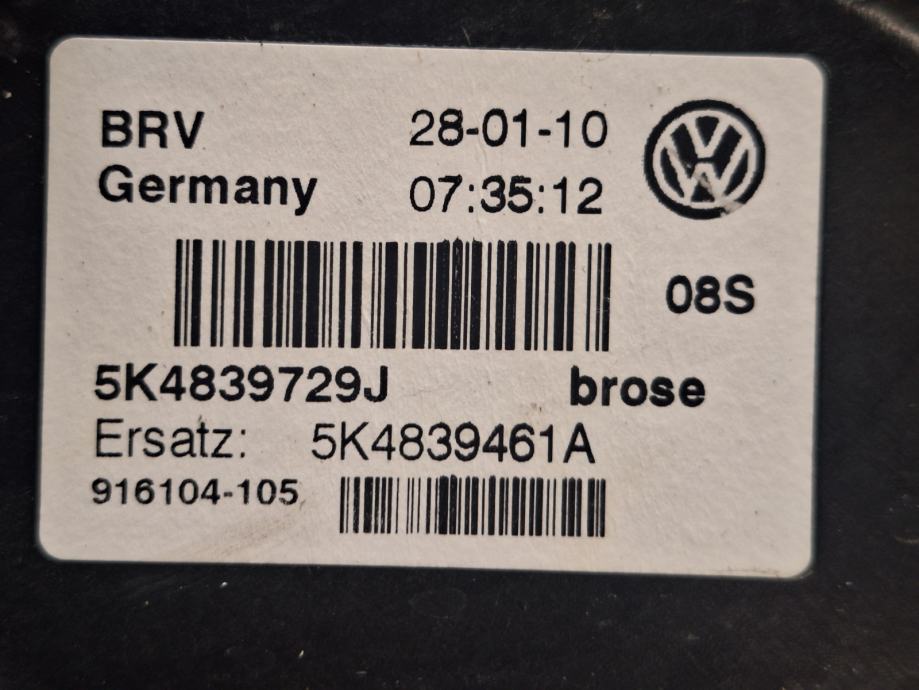 BRV 28-01-10
Germany 07:35:12
08S
5K4839729J brose
Ersatz: 5K4839461A
916104-105